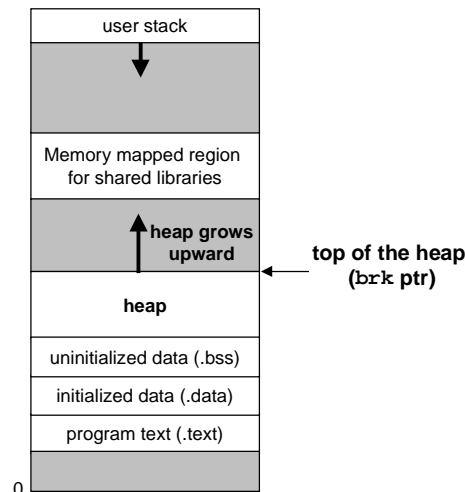 user stack
Memory mapped region
for shared libraries
heap grows
upward
top of the heap
(brk ptr)
heap
uninitialized data (.bss)
initialized data (.data)
program text (.text)
0